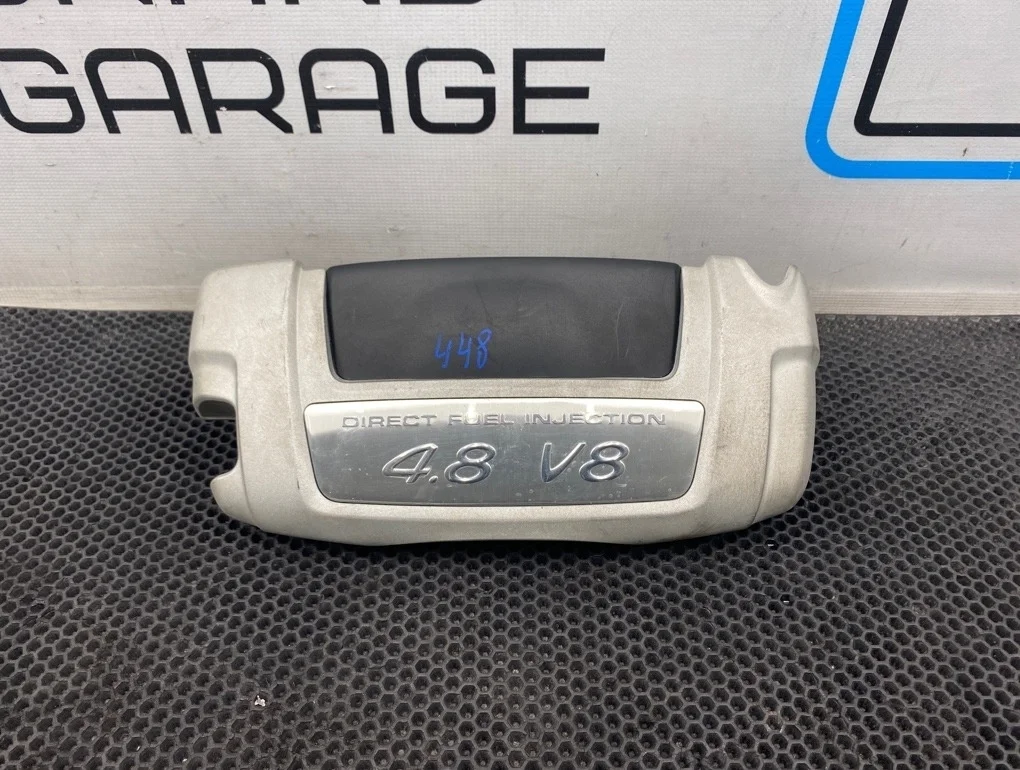 GARAGE
448
DIRECT FUEL INJECTION
4.8 V8